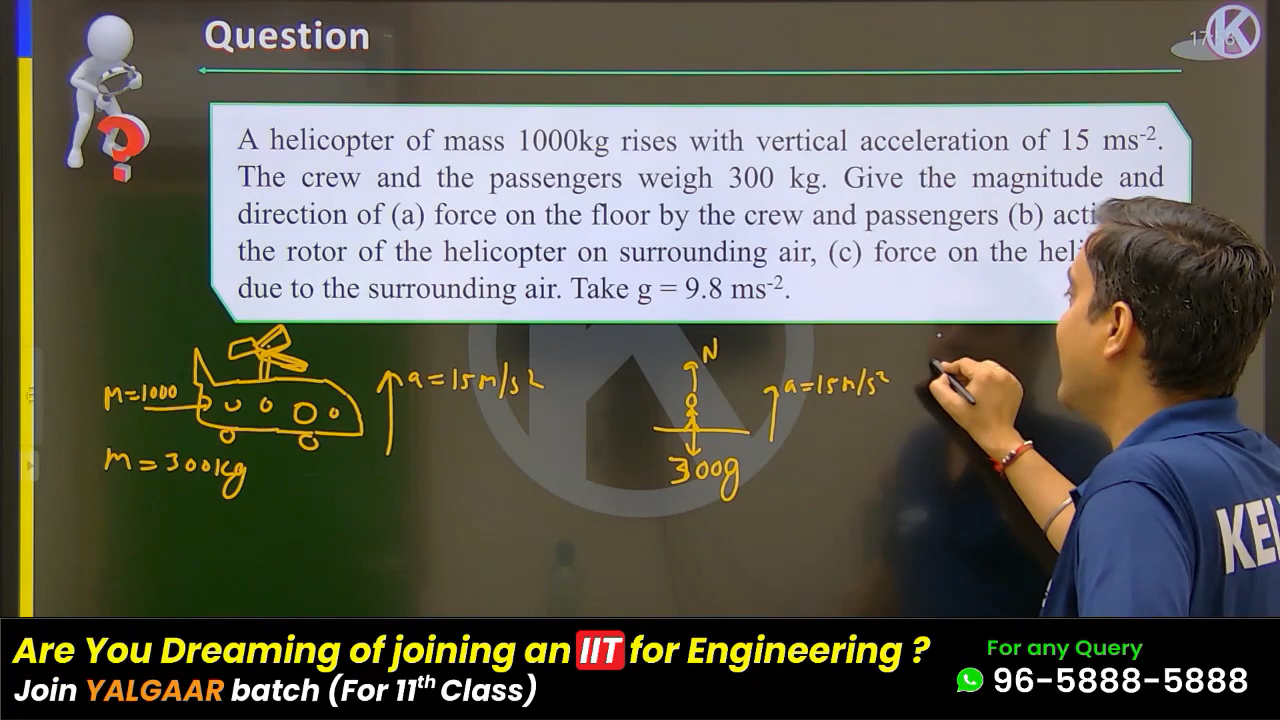 Question
A helicopter of mass 1000kg rises with vertical acceleration of 15 ms⁻².
The crew and the passengers weigh 300 kg. Give the magnitude and
direction of (a) force on the floor by the crew and passengers (b) acti
the rotor of the helicopter on surrounding air, (c) force on the heli
due to the surrounding air. Take g = 9.8 ms⁻².
M=1000
a=15m/s²
m=300kg
N
a=15m/s²
300g
K
KEL
Are You Dreaming of joining an IIT for Engineering ?
Join YALGAAR batch (For 11th Class)
For any Query
96-5888-5888